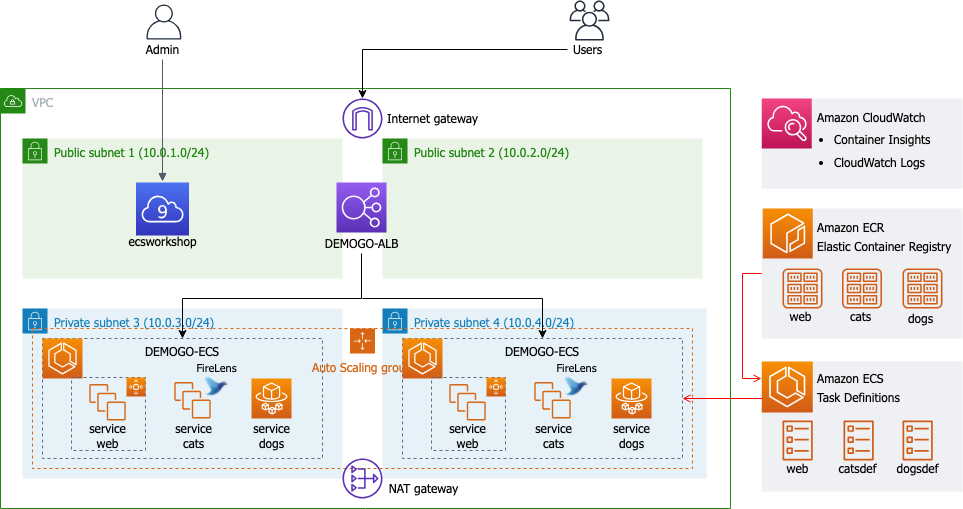 Admin
Users
VPC
Internet gateway
Public subnet 1 (10.0.1.0/24)
Public subnet 2 (10.0.2.0/24)
9
ecsworkshop
DEMOGO-ALB
Private subnet 3 (10.0.3.0/24)
Private subnet 4 (10.0.4.0/24)
Auto Scaling grou
DEMOGO-ECS
FireLens
service
web
service
cats
service
dogs
DEMOGO-ECS
FireLens
service
web
service
cats
service
dogs
NAT gateway
Amazon CloudWatch
• Container Insights
• CloudWatch Logs
Amazon ECR
Elastic Container Registry
web
cats
dogs
Amazon ECS
Task Definitions
web
catsdef
dogsdef